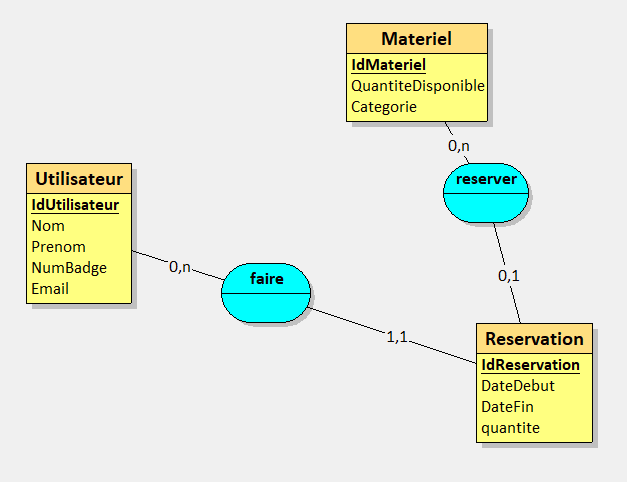 Materiel
IdMateriel
QuantiteDisponible
Categorie
0,n
reserver
Utilisateur
IdUtilisateur
Nom
Prenom
NumBadge
Email
0,n
faire
0,1
1,1
Reservation
IdReservation
DateDebut
DateFin
quantite